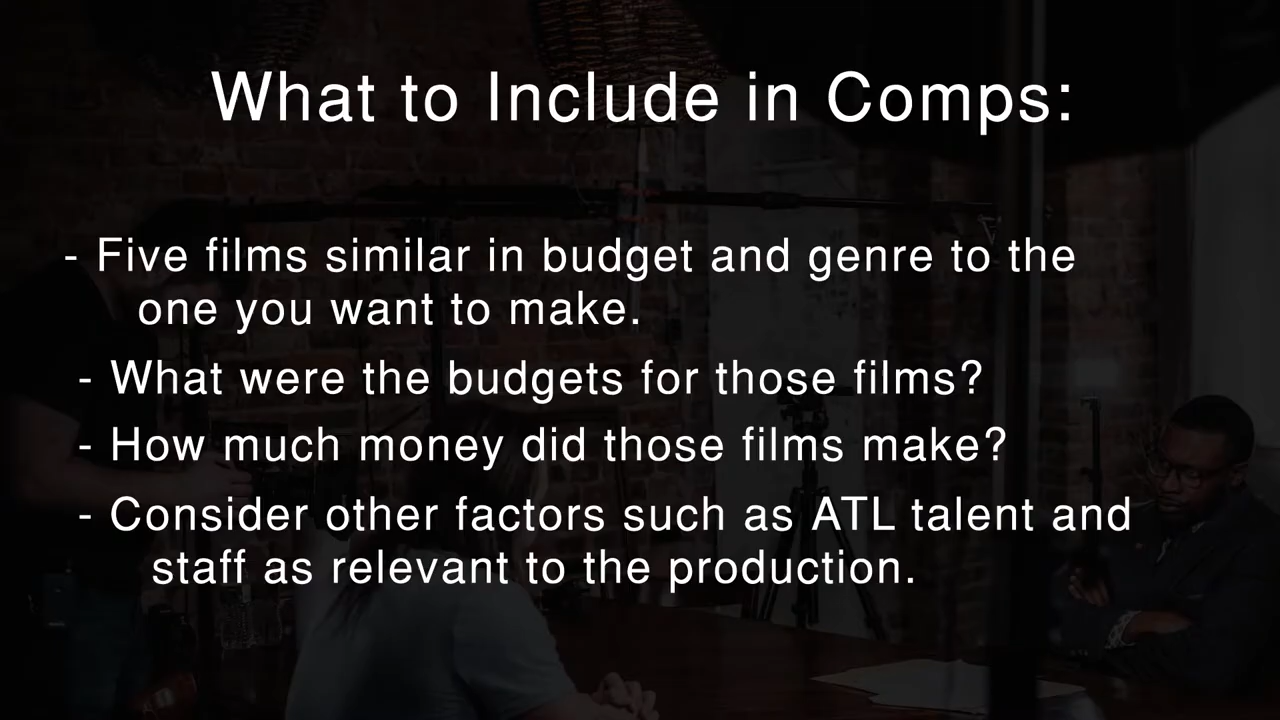 What to Include in Comps:
- Five films similar in budget and genre to the
one you want to make.
- What were the budgets for those films?
- How much money did those films make?
- Consider other factors such as ATL talent and
staff as relevant to the production.